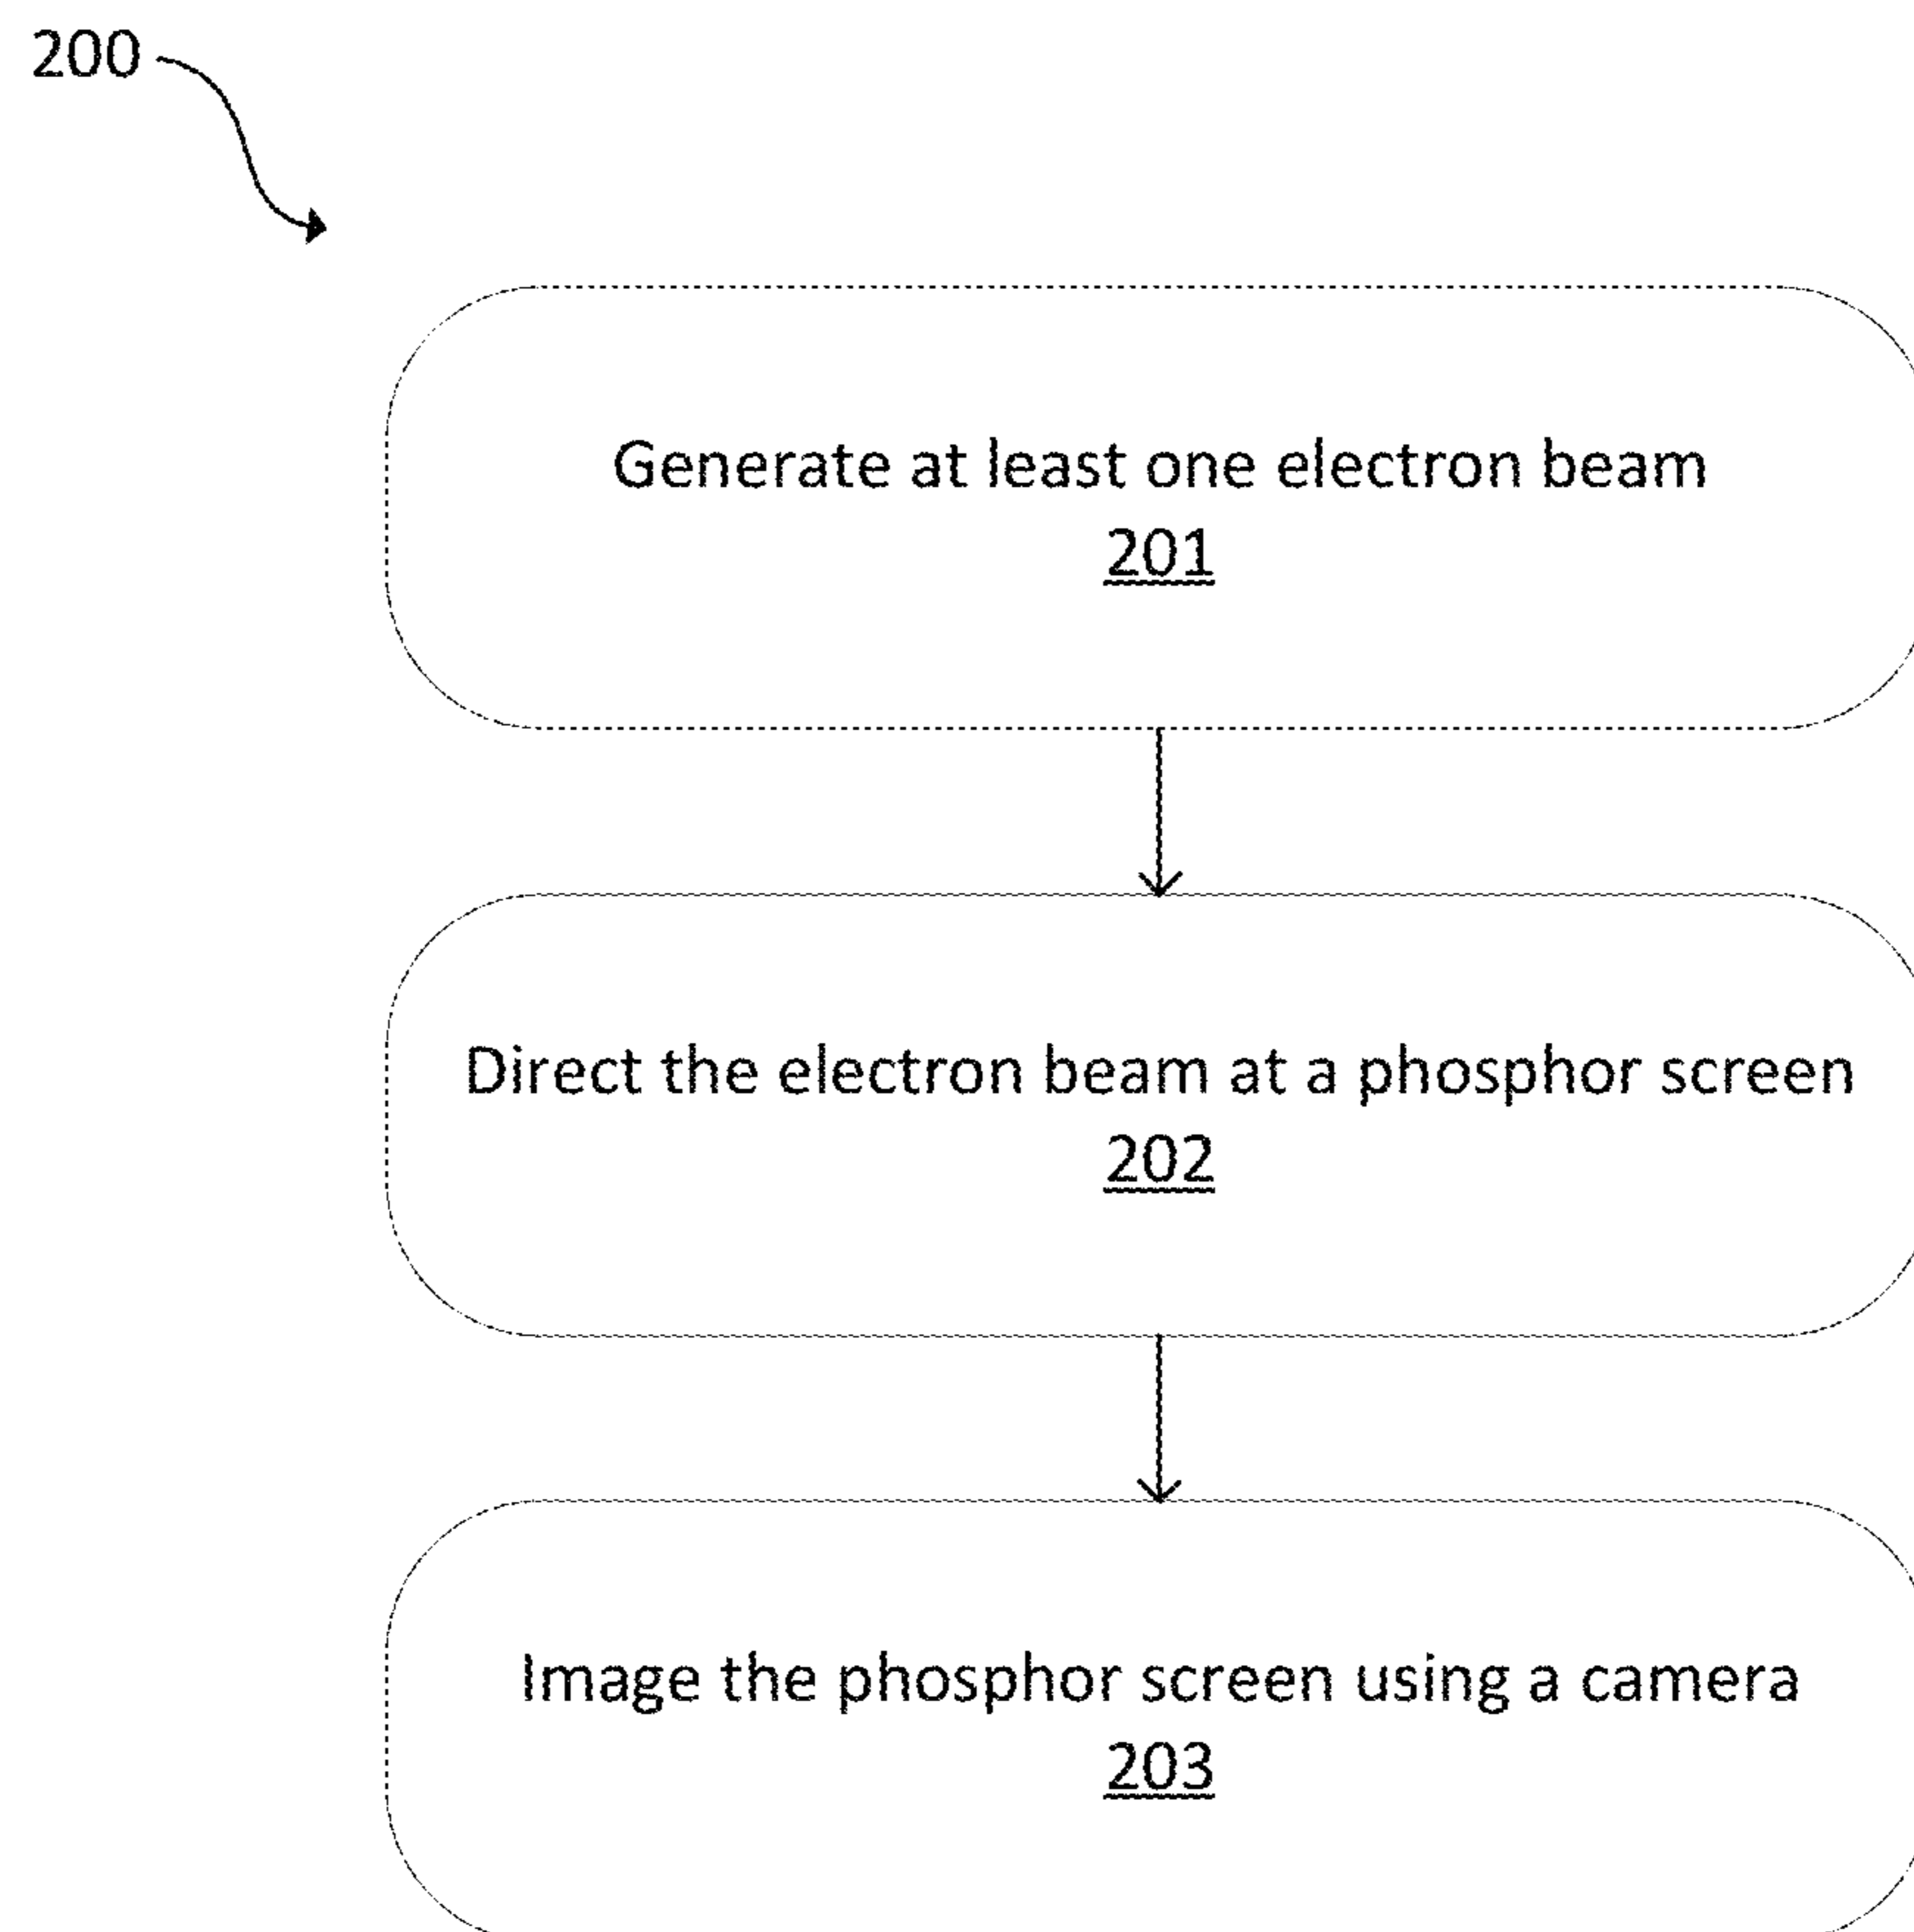 200
Generate at least one electron beam
201
Direct the electron beam at a phosphor screen
202
Image the phosphor screen using a camera
203